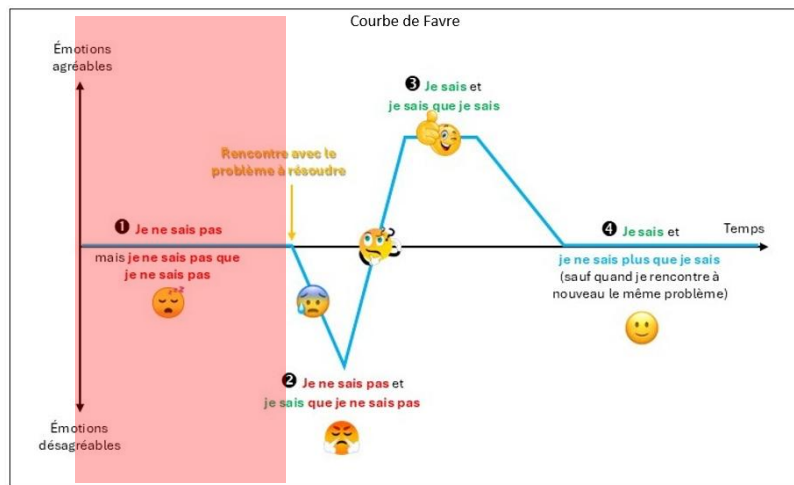 Courbe de Favre
Émotions
agréables
❸ Je sais et
je sais que je sais
Rencontre avec le
problème à résoudre
❶ Je ne sais pas
mais je ne sais pas que
je ne sais pas
❹ Je sais et
Temps
je ne sais plus que je sais
(sauf quand je rencontre à
nouveau le même problème)
❷ Je ne sais pas et
je sais que je ne sais pas
Émotions
désagréables